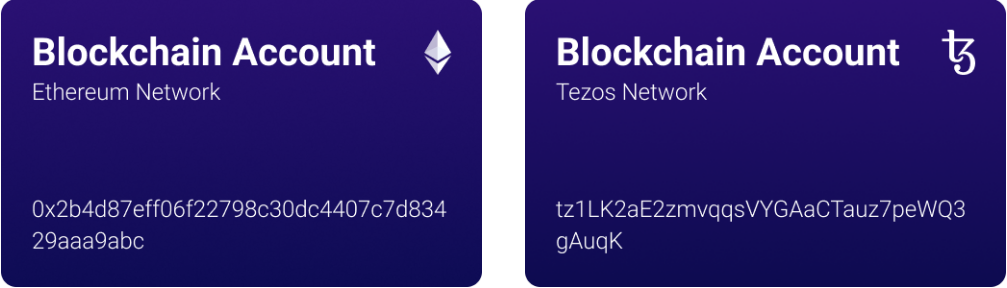 Blockchain Account
Ethereum Network
0x2b4d87eff06f22798c30dc4407c7d834
29aaa9abc
Blockchain Account
Tezos Network
tz1LK2aE2zmvqqsVYGAaCTauz7peWQ3
gAuqK